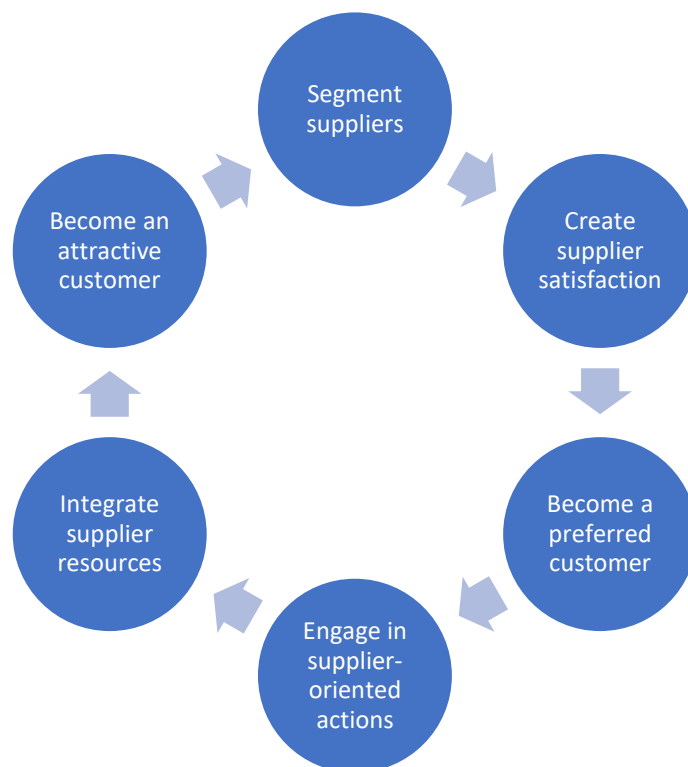 Segment
suppliers
Create
supplier
satisfaction
Become a
preferred
customer
Engage in
supplier-
oriented
actions
Integrate
supplier
resources
Become an
attractive
customer